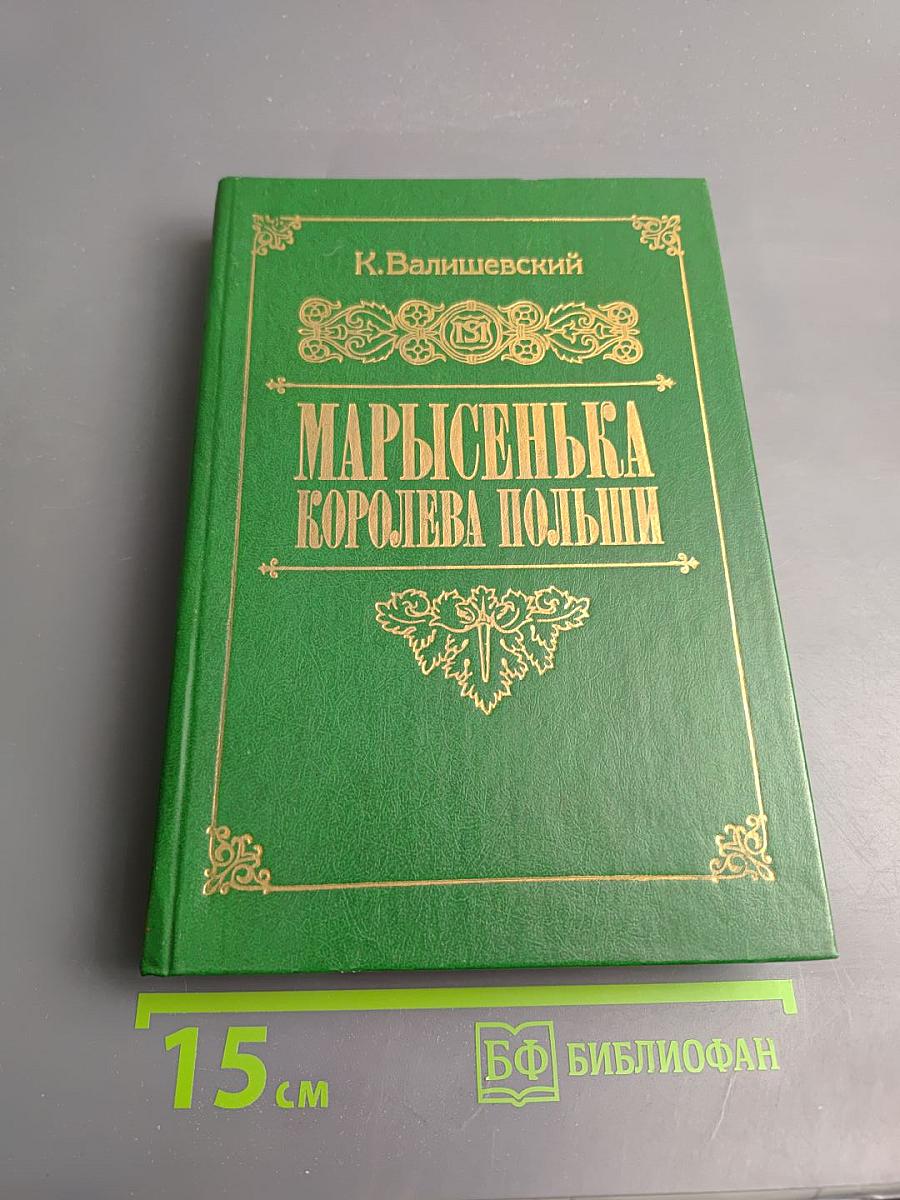 К.Валишевский
МАРЫСЕНЬКА
КОРОЛЕВА ПОЛЬШИ
15 см
БФ БИБЛИОФАН